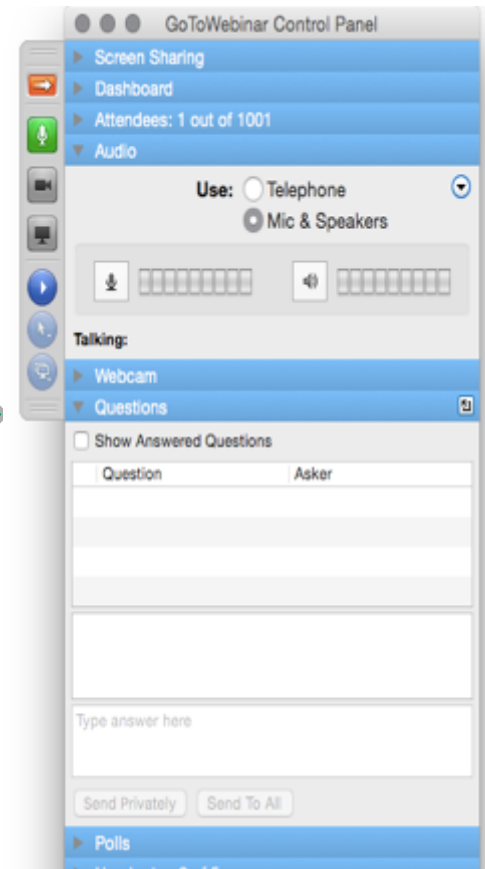 GoToWebinar Control Panel
Screen Sharing
Dashboard
Attendees: 1 out of 1001
Audio
Use: Telephone
Mic & Speakers
Talking:
Webcam
Questions
Show Answered Questions
Question Asker
Type answer here
Send Privately Send To All
Polls